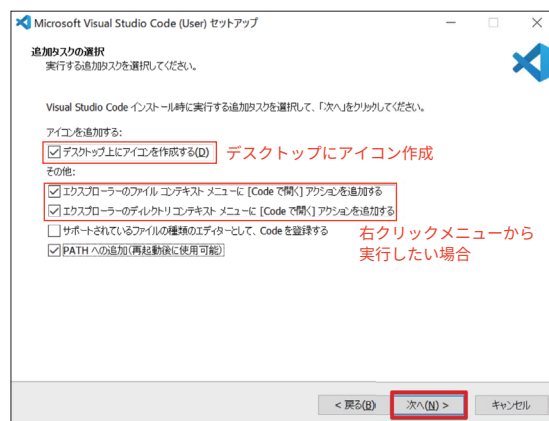 Microsoft Visual Studio Code (User) セットアップ
追加タスクの選択
実行する追加タスクを選択してください。
Visual Studio Code インストール時に実行する追加タスクを選択して、「次へ」をクリックしてください。
アイコンを追加する:
デスクトップ上にアイコンを作成する(D)
デスクトップにアイコン作成
その他:
エクスプローラーのファイル コンテキスト メニューに [Code で開く] アクションを追加する
エクスプローラーのディレクトリ コンテキスト メニューに [Code で開く] アクションを追加する
サポートされているファイルの種類のエディターとして、Code を登録する
右クリックメニューから
実行したい場合
PATH への追加(再起動後に使用可能)
< 戻る(B)
次へ(N) >
キャンセル